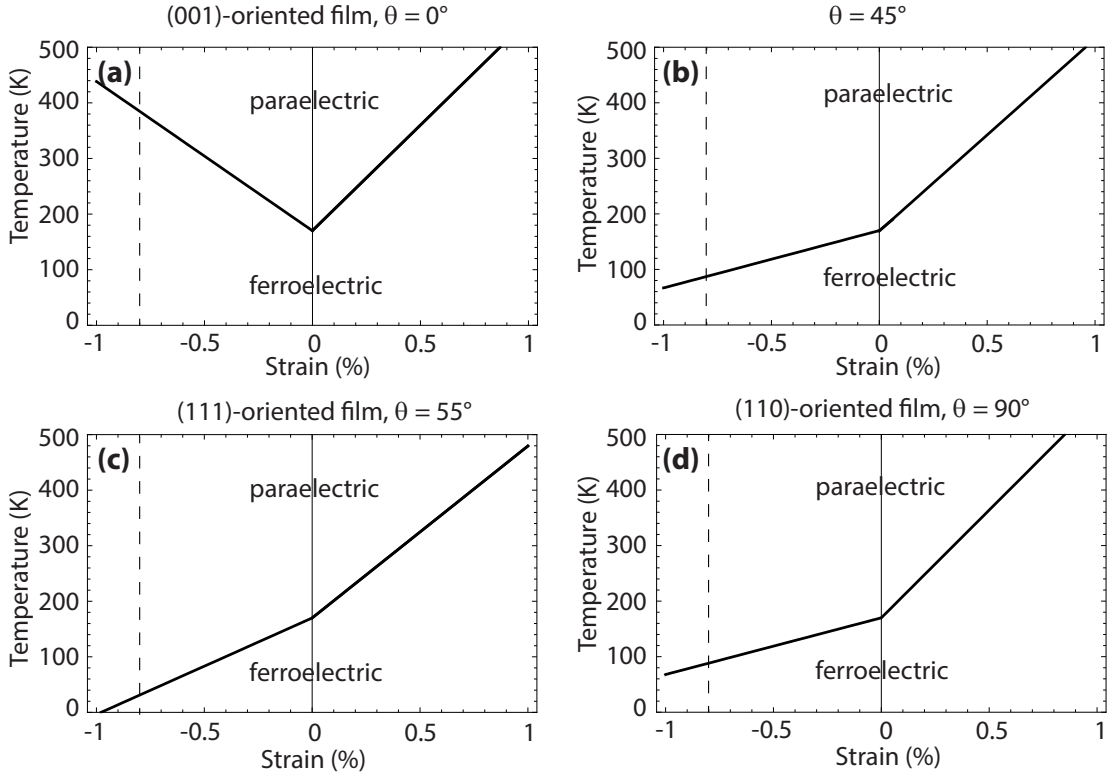 (001)-oriented film, θ = 0°
(a)
paraelectric
ferroelectric
Temperature (K)
500
400
300
200
100
0
-1
-0.5
0
0.5
1
Strain (%)
θ = 45°
(b)
paraelectric
ferroelectric
Temperature (K)
500
400
300
200
100
0
-1
-0.5
0
0.5
1
Strain (%)
(111)-oriented film, θ = 55°
(c)
paraelectric
ferroelectric
Temperature (K)
500
400
300
200
100
0
-1
-0.5
0
0.5
1
Strain (%)
(110)-oriented film, θ = 90°
(d)
paraelectric
ferroelectric
Temperature (K)
500
400
300
200
100
0
-1
-0.5
0
0.5
1
Strain (%)